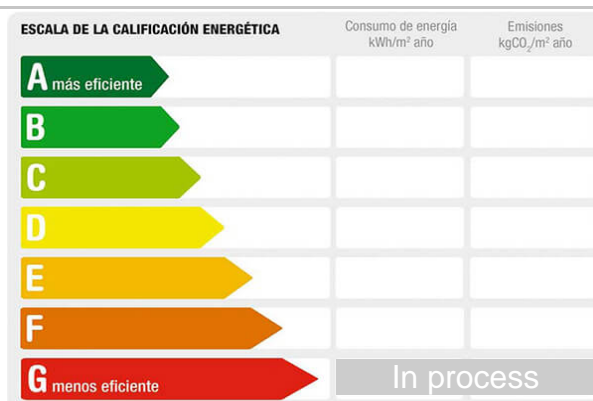 ESCALA DE LA CALIFICACIÓN ENERGÉTICA
Consumo de energía
kWh/m² año
Emisiones
kgCO₂/m² año
A más eficiente
B
C
D
E
F
G menos eficiente
In process